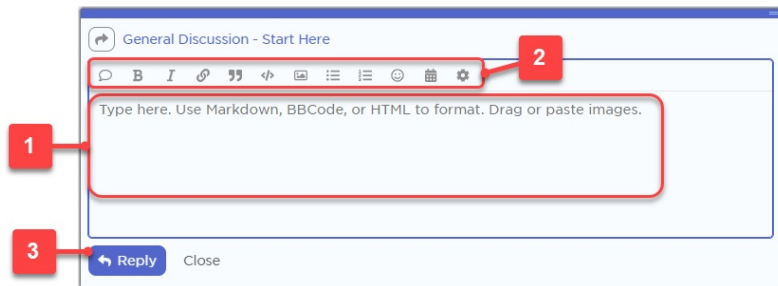 General Discussion - Start Here
2
B I </>
Type here. Use Markdown, BBCode, or HTML to format. Drag or paste images.
1
3
Reply Close